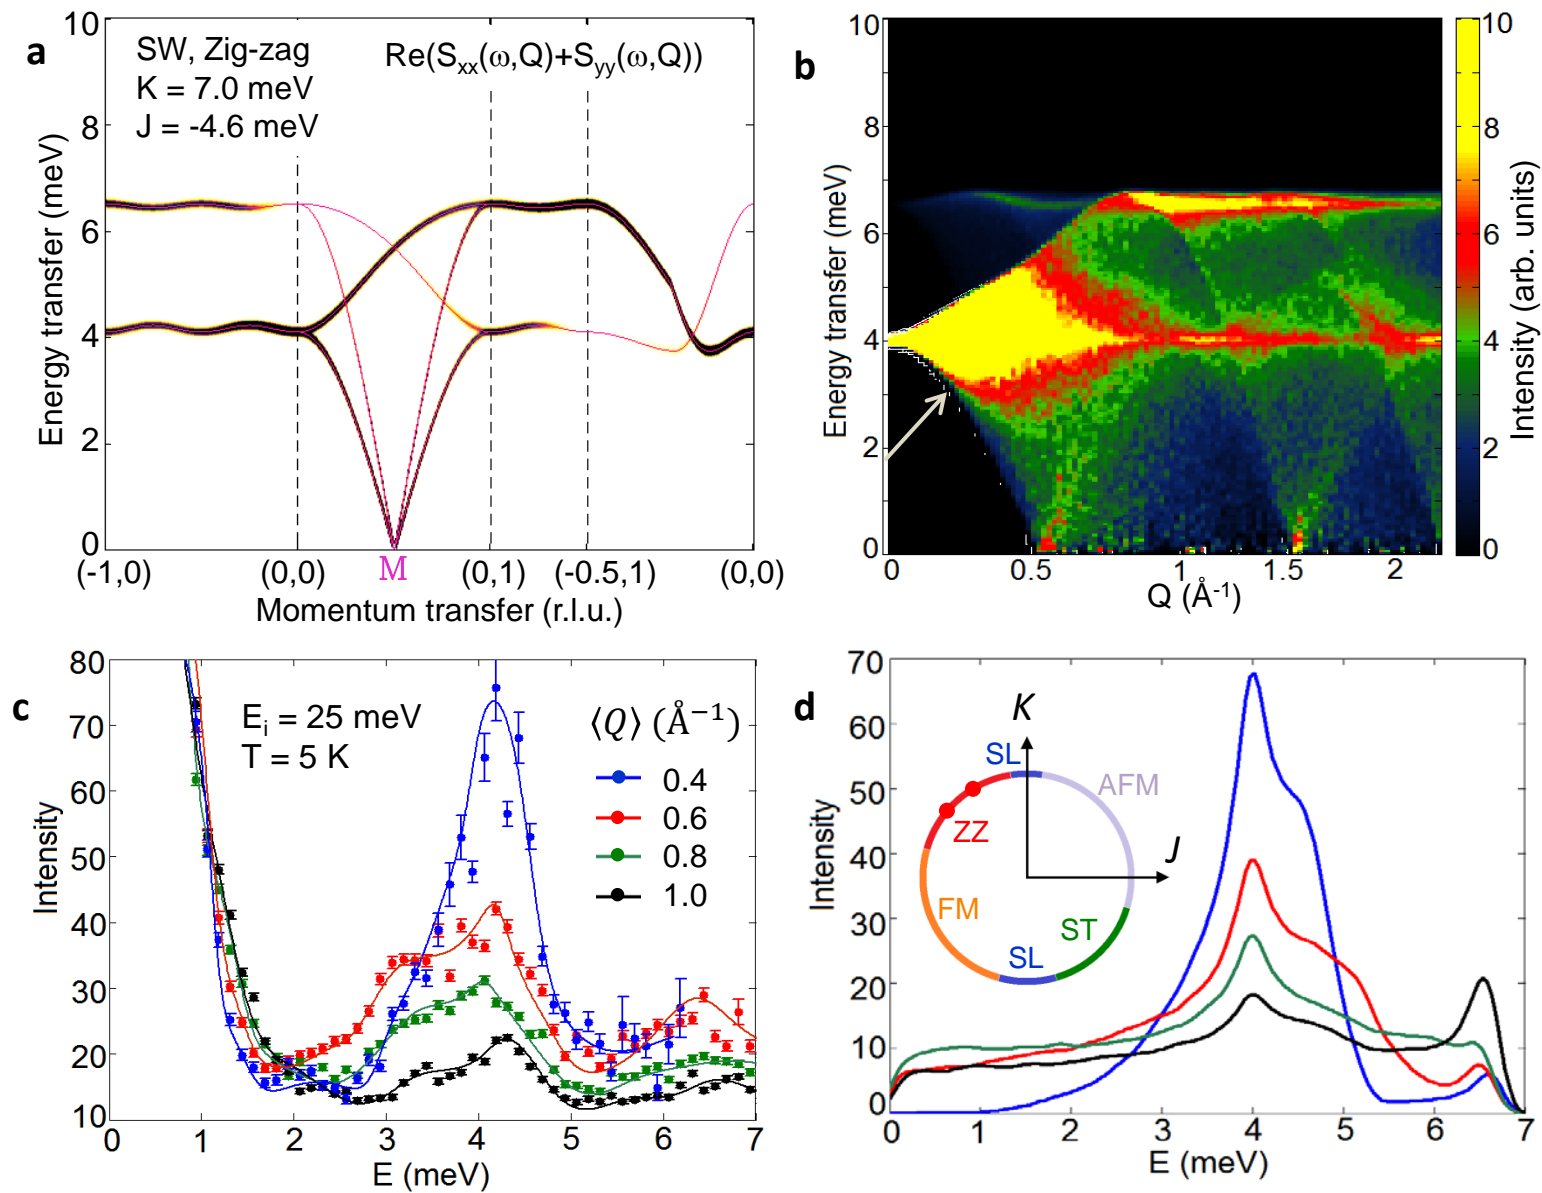 a
SW, Zig-zag
K = 7.0 meV
J = -4.6 meV
Re(Sxx(ω,Q)+Syy(ω,Q))
10
8
6
4
2
0
Energy transfer (meV)
(-1,0) (0,0) M (0,1) (-0.5,1) (0,0)
Momentum transfer (r.l.u.)
b
10
8
6
4
2
0
Energy transfer (meV)
0 0.5 1 1.5 2
Q (Å-1)
10
8
6
4
2
0
Intensity (arb. units)
c
Ei = 25 meV
T = 5 K
⟨Q⟩ (Å−1)
0.4
0.6
0.8
1.0
80
70
60
50
40
30
20
10
Intensity
0 1 2 3 4 5 6 7
E (meV)
d
K
J
SL
AFM
ZZ
FM
ST
SL
70
60
50
40
30
20
10
0
Intensity
0 1 2 3 4 5 6 7
E (meV)